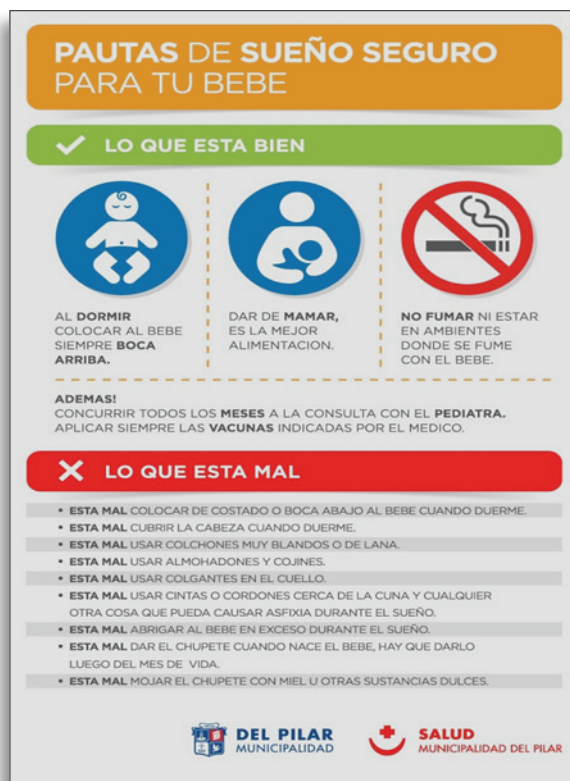 PAUTAS DE SUEÑO SEGURO
PARA TU BEBE
LO QUE ESTA BIEN
AL DORMIR
COLOCAR AL BEBE
SIEMPRE BOCA
ARRIBA.
DAR DE MAMAR,
ES LA MEJOR
ALIMENTACION.
NO FUMAR NI ESTAR
EN AMBIENTES
DONDE SE FUME
CON EL BEBE.
ADEMAS!
CONCURRIR TODOS LOS MESES A LA CONSULTA CON EL PEDIATRA.
APLICAR SIEMPRE LAS VACUNAS INDICADAS POR EL MEDICO.
LO QUE ESTA MAL
• ESTA MAL COLOCAR DE COSTADO O BOCA ABAJO AL BEBE CUANDO DUERME.
• ESTA MAL CUBRIR LA CABEZA CUANDO DUERME.
• ESTA MAL USAR COLCHONES MUY BLANDOS O DE LANA.
• ESTA MAL USAR ALMOHADONES Y COJINES.
• ESTA MAL USAR COLGANTES EN EL CUELLO.
• ESTA MAL USAR CINTAS O CORDONES CERCA DE LA CUNA Y CUALQUIER
OTRA COSA QUE PUEDA CAUSAR ASFIXIA DURANTE EL SUEÑO.
• ESTA MAL ABRIGAR AL BEBE EN EXCESO DURANTE EL SUEÑO.
• ESTA MAL DAR EL CHUPETE CUANDO NACE EL BEBE, HAY QUE DARLO
LUEGO DEL MES DE VIDA.
• ESTA MAL MOJAR EL CHUPETE CON MIEL U OTRAS SUSTANCIAS DULCES.
DEL PILAR
MUNICIPALIDAD
SALUD
MUNICIPALIDAD DEL PILAR